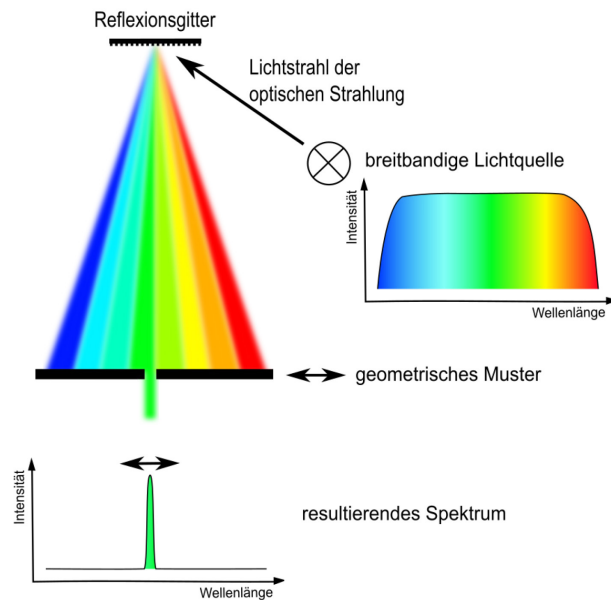 Reflexionsgitter
Lichtstrahl der
optischen Strahlung
breitbandige Lichtquelle
Intensität
Wellenlänge
geometrisches Muster
Intensität
resultierendes Spektrum
Wellenlänge